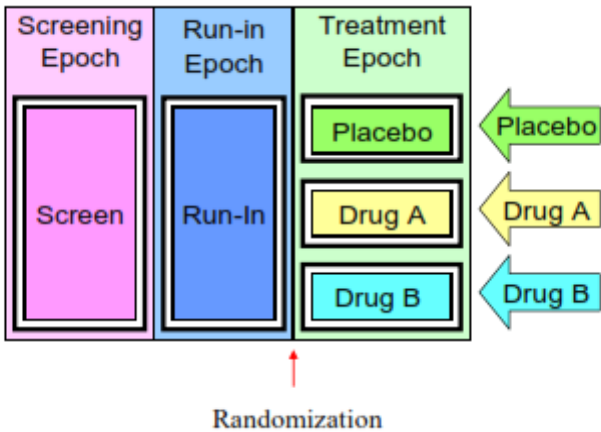 Screening
Epoch
Run-in
Epoch
Treatment
Epoch
Screen
Run-In
Placebo
Drug A
Drug B
Placebo
Drug A
Drug B
Randomization